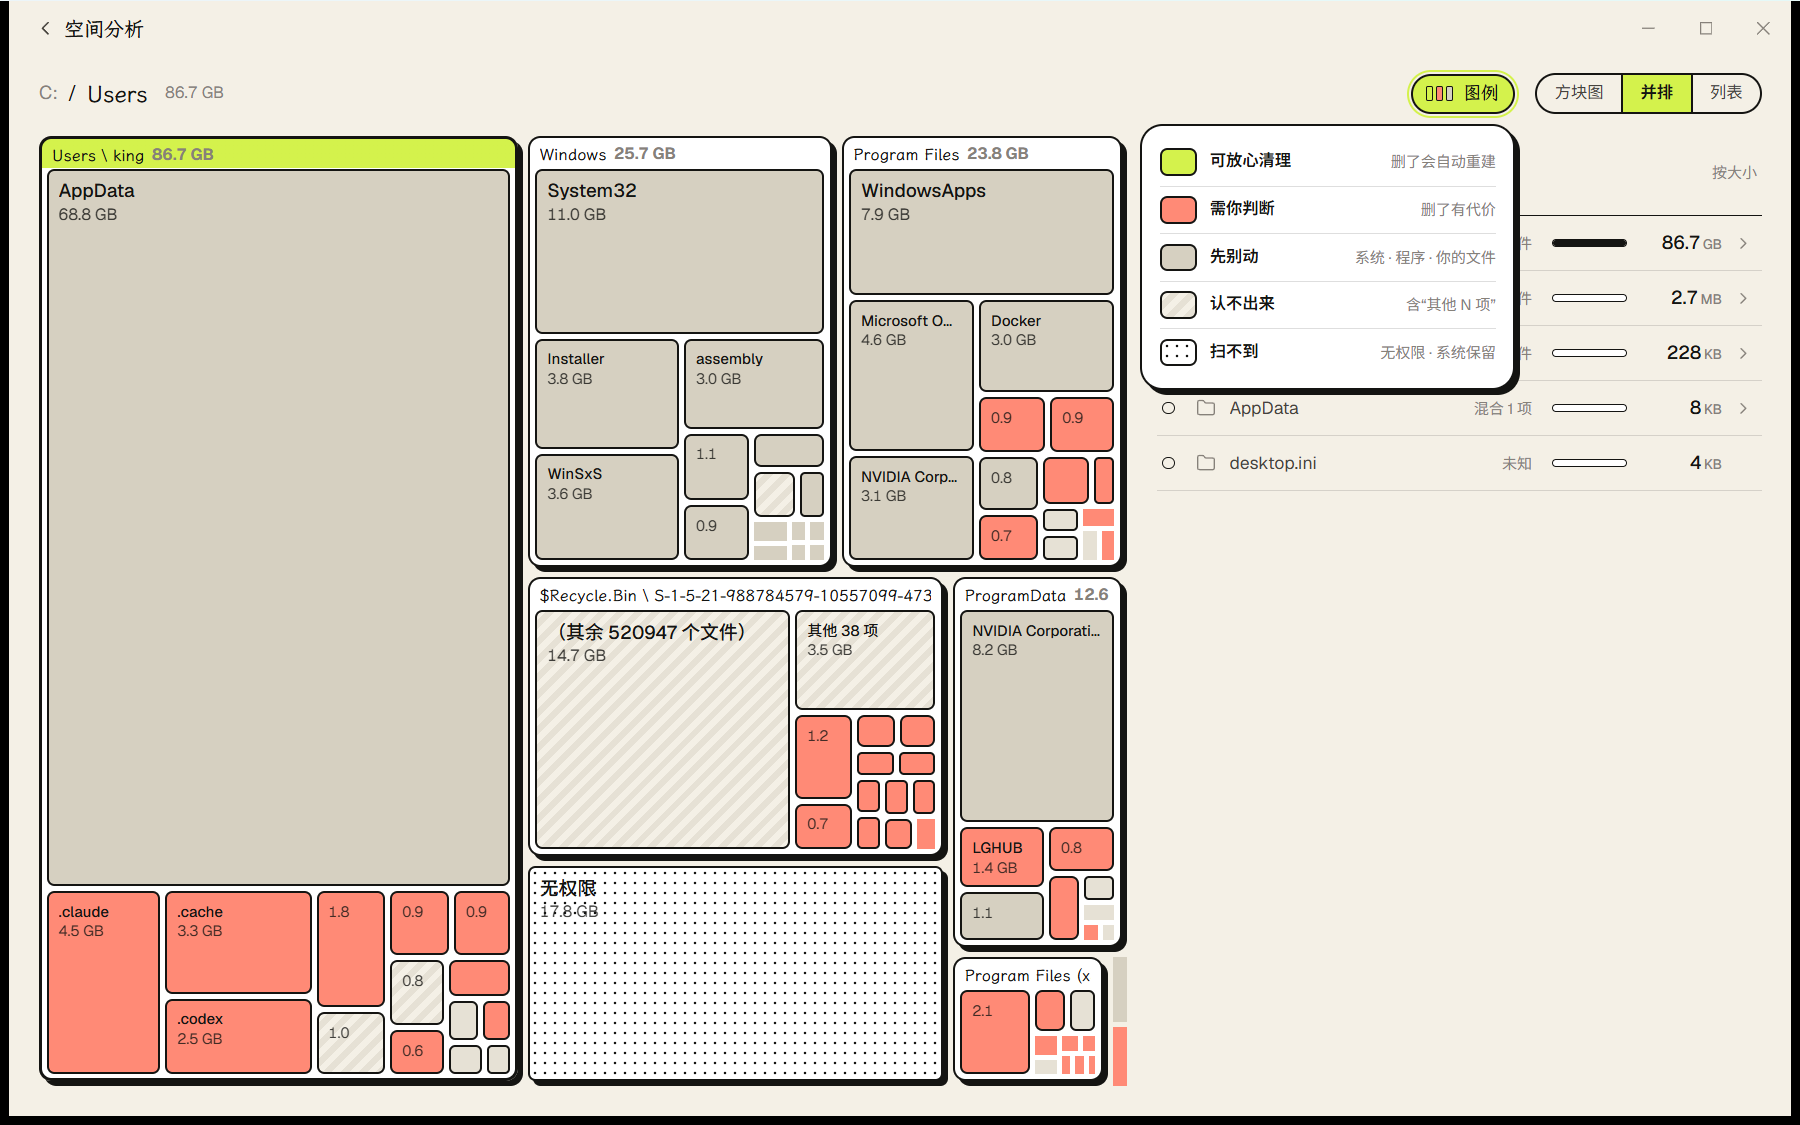 空间分析
C: / Users 86.7 GB
图例
方块图
并排
列表
Users \ king 86.7 GB
AppData
68.8 GB
.claude
4.5 GB
.cache
3.3 GB
.codex
2.5 GB
1.8
1.0
0.9
0.9
0.8
0.6
Windows 25.7 GB
System32
11.0 GB
Installer
3.8 GB
assembly
3.0 GB
WinSxS
3.6 GB
1.1
0.9
Program Files 23.8 GB
WindowsApps
7.9 GB
Microsoft O...
4.6 GB
Docker
3.0 GB
0.9
0.9
NVIDIA Corp...
3.1 GB
0.8
0.7
$Recycle.Bin \ S-1-5-21-988784579-10557099-473
（其余 520947 个文件）
14.7 GB
其他 38 项
3.5 GB
1.2
0.7
无权限
17.8 GB
ProgramData 12.6
NVIDIA Corporati...
8.2 GB
LGHUB
1.4 GB
0.8
1.1
Program Files (x
2.1
可放心清理 删了会自动重建
需你判断 删了有代价
先别动 系统 · 程序 · 你的文件
认不出来 含“其他 N 项”
扫不到 无权限 · 系统保留
按大小
件 86.7 GB
件 2.7 MB
件 228 KB
AppData 混合 1 项 8 KB
desktop.ini 未知 4 KB